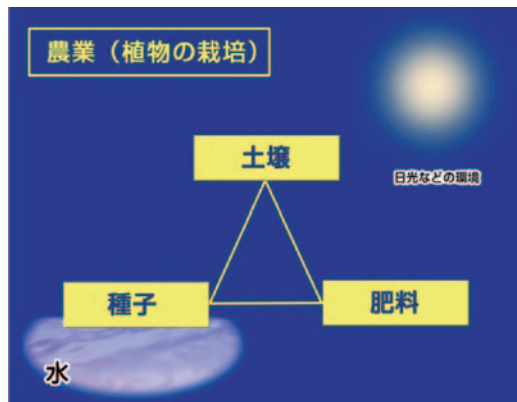 農業（植物の栽培）
土壌
日光などの環境
種子
肥料
水